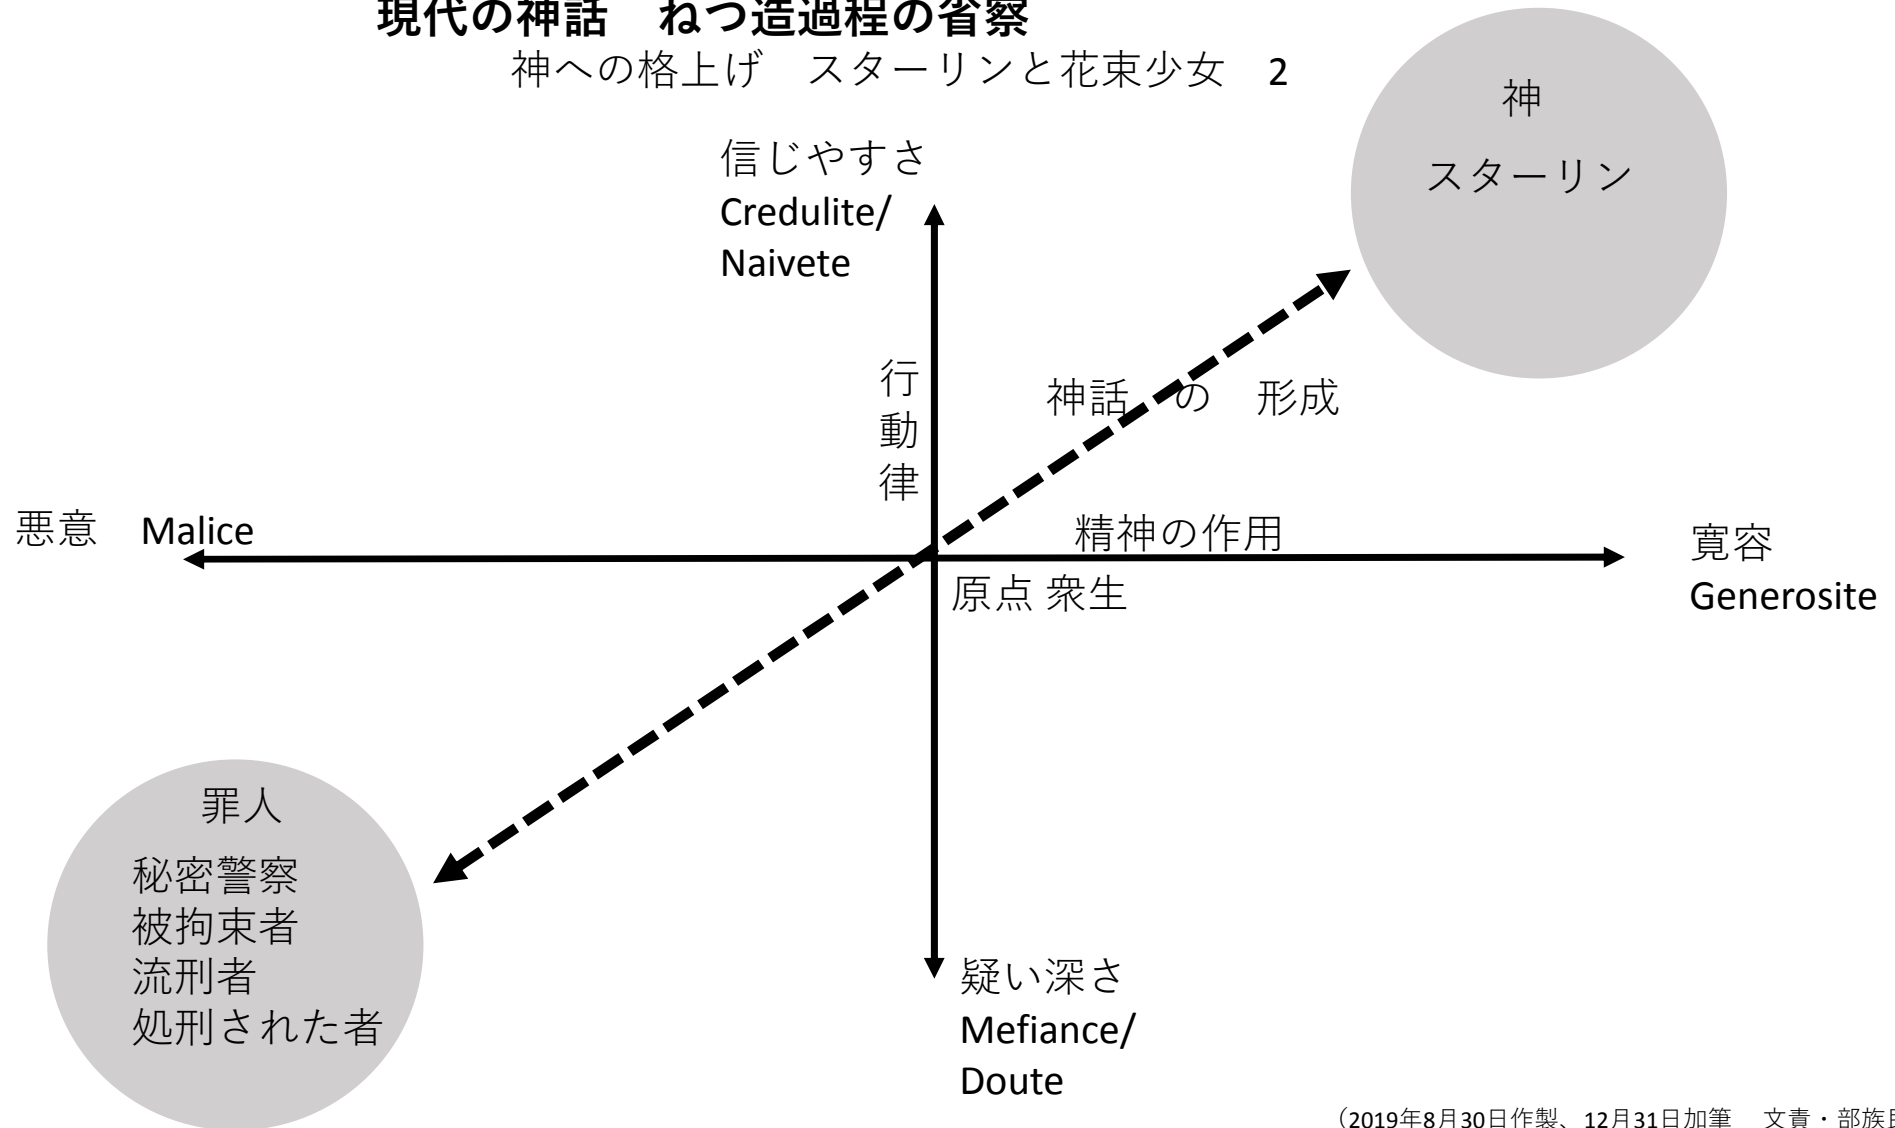 現代の神話　ねつ造過程の省察
神への格上げ　スターリンと花束少女　2
神
スターリン
信じやすさ
Credulite/
Naivete
行
動
律
神話　の　形成
悪意　Malice
精神の作用
寛容
Generosite
原点 衆生
罪人
秘密警察
被拘束者
流刑者
処刑された者
疑い深さ
Mefiance/
Doute
（2019年8月30日作製、12月31日加筆　文責・部族